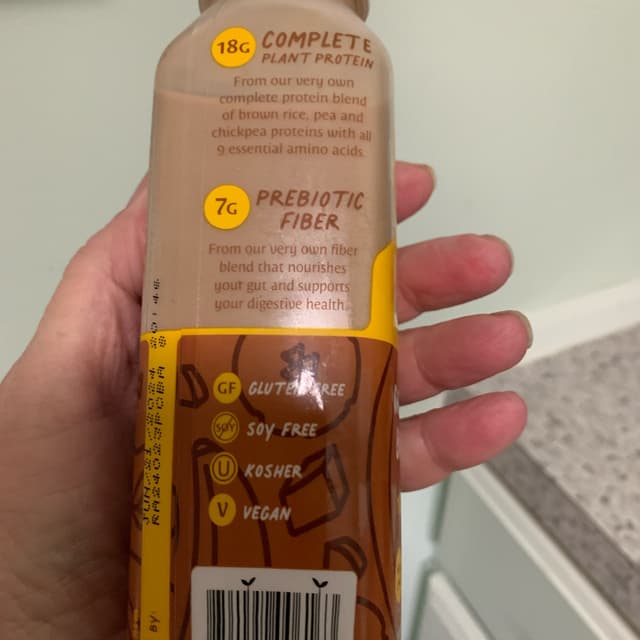 18G COMPLETE
PLANT PROTEIN
From our very own
complete protein blend
of brown rice, pea and
chickpea proteins with all
9 essential amino acids.
7G PREBIOTIC
FIBER
From our very own fiber
blend that nourishes
your gut and supports
your digestive health.
GF GLUTEN FREE
SOY SOY FREE
U KOSHER
V VEGAN
BY: